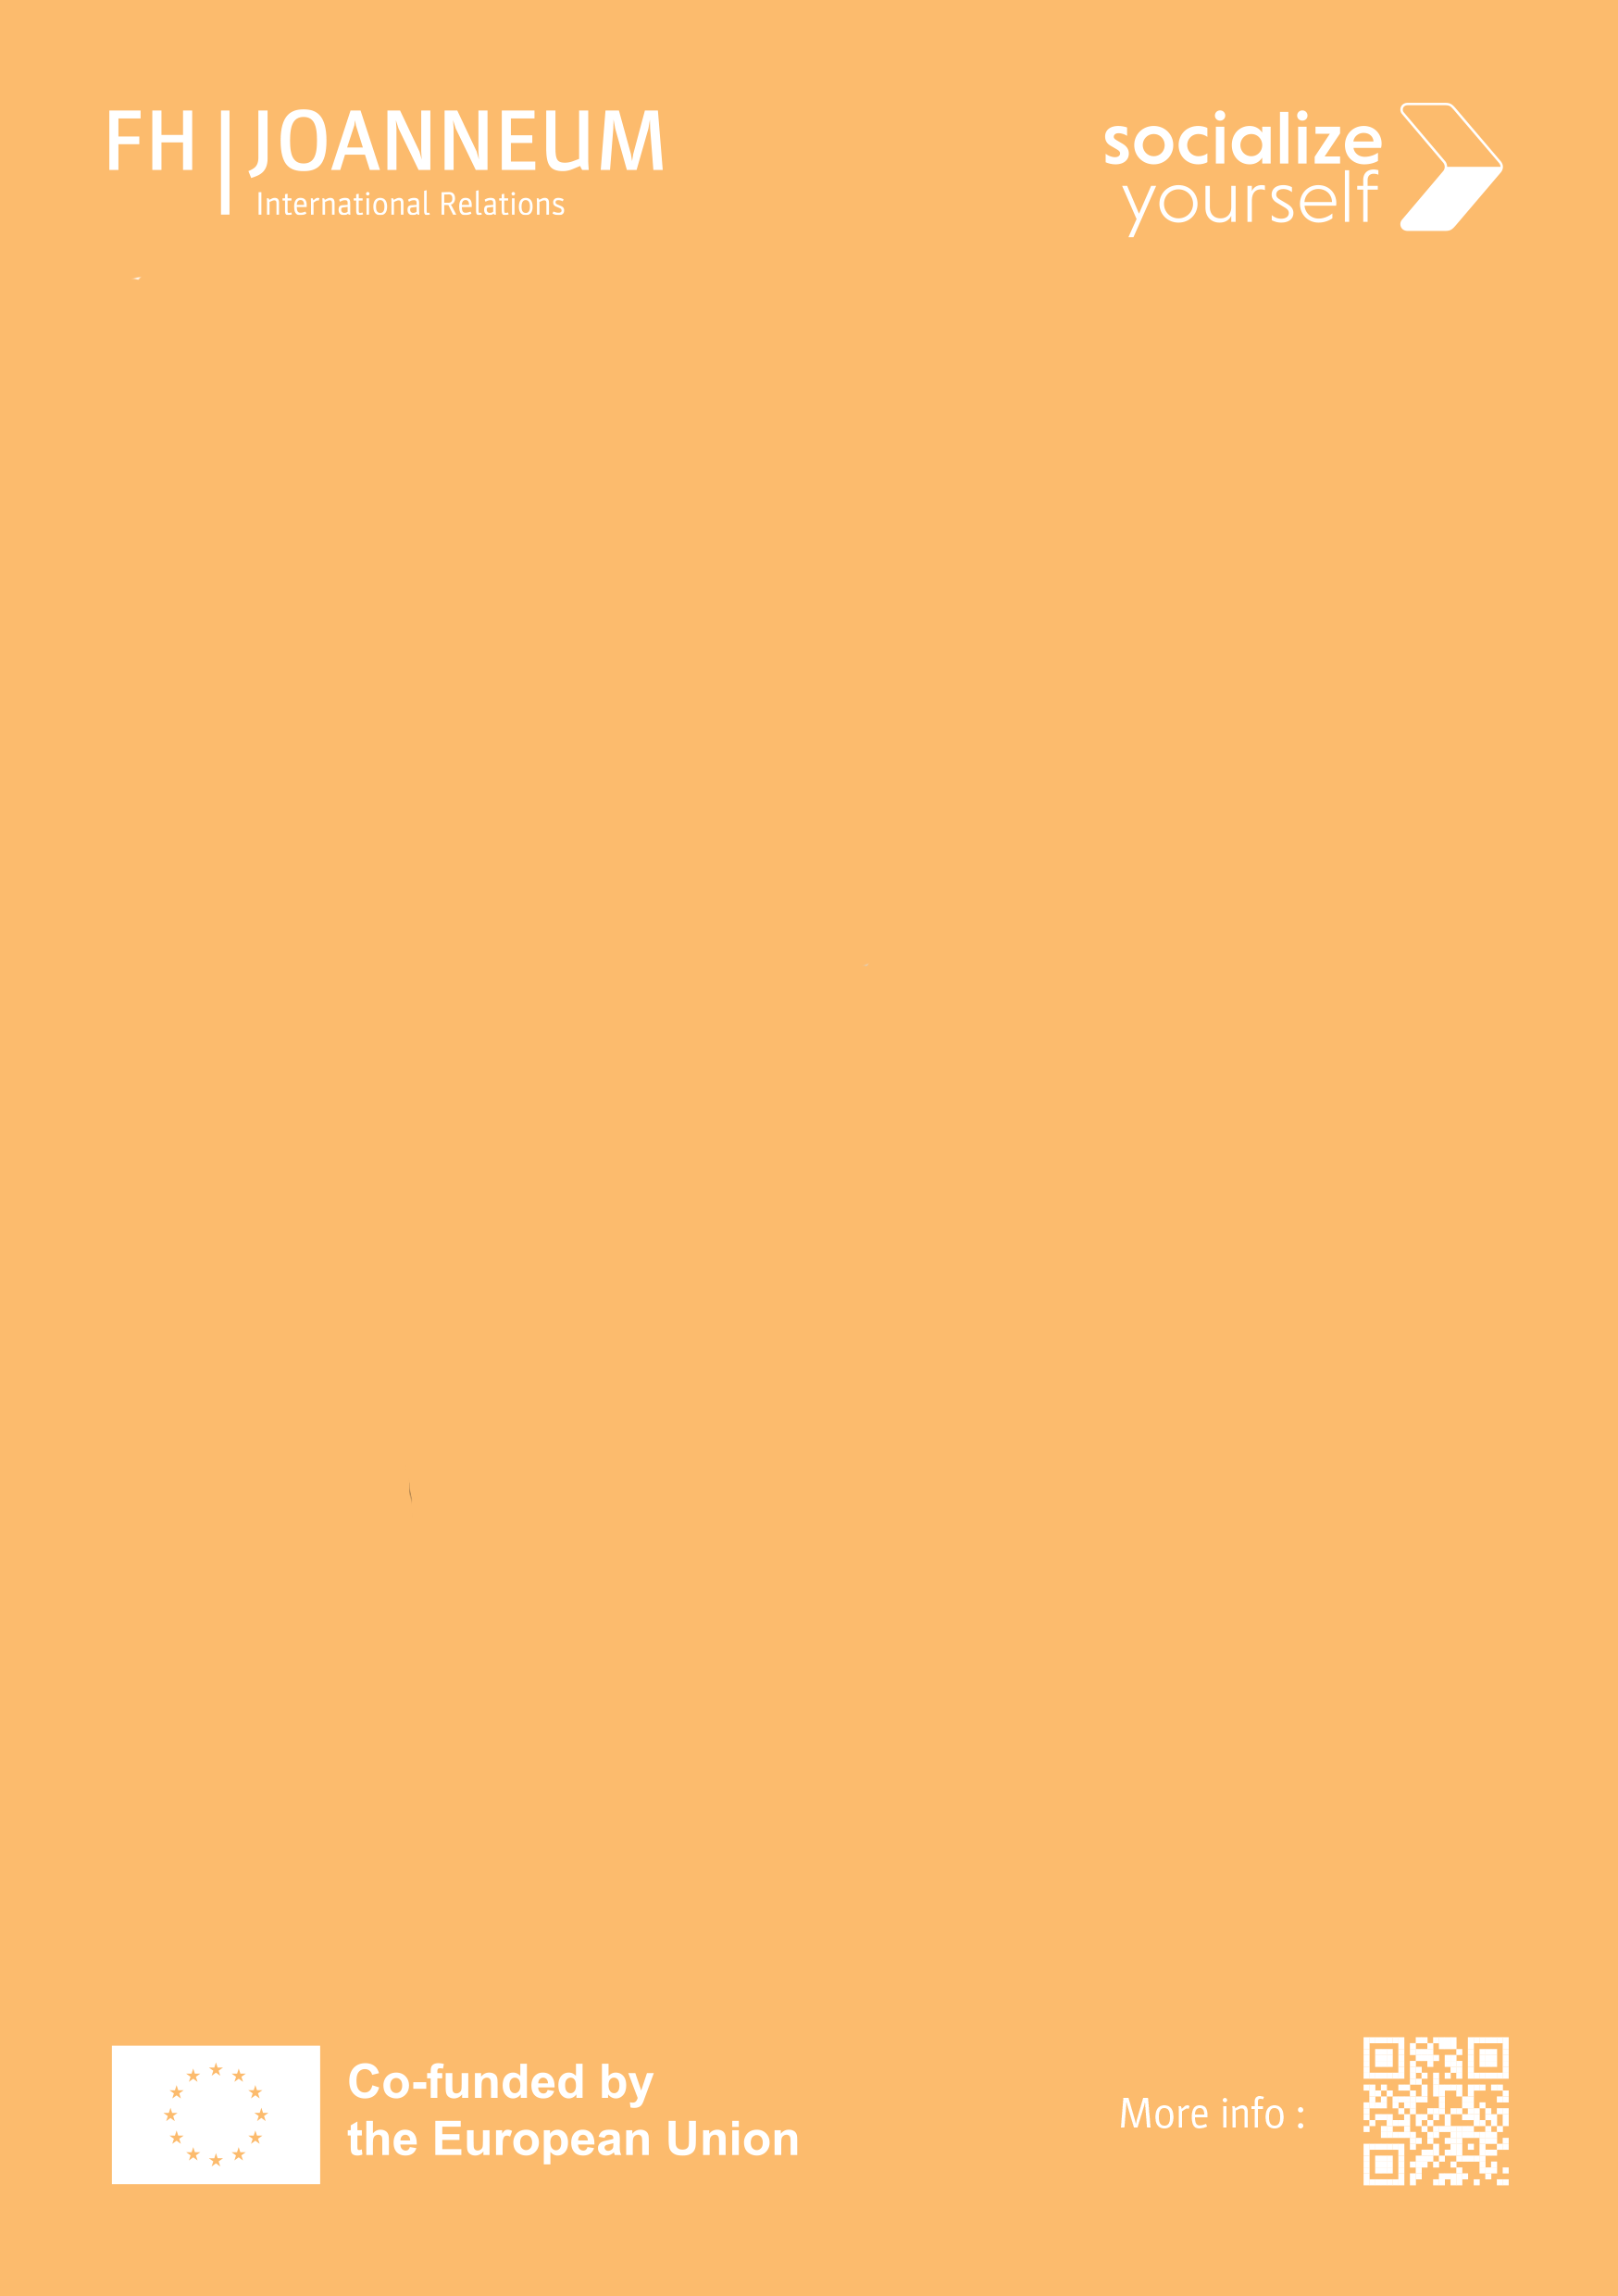 FH JOANNEUM
International Relations
socialize
yourself
Co-funded by
the European Union
More info :